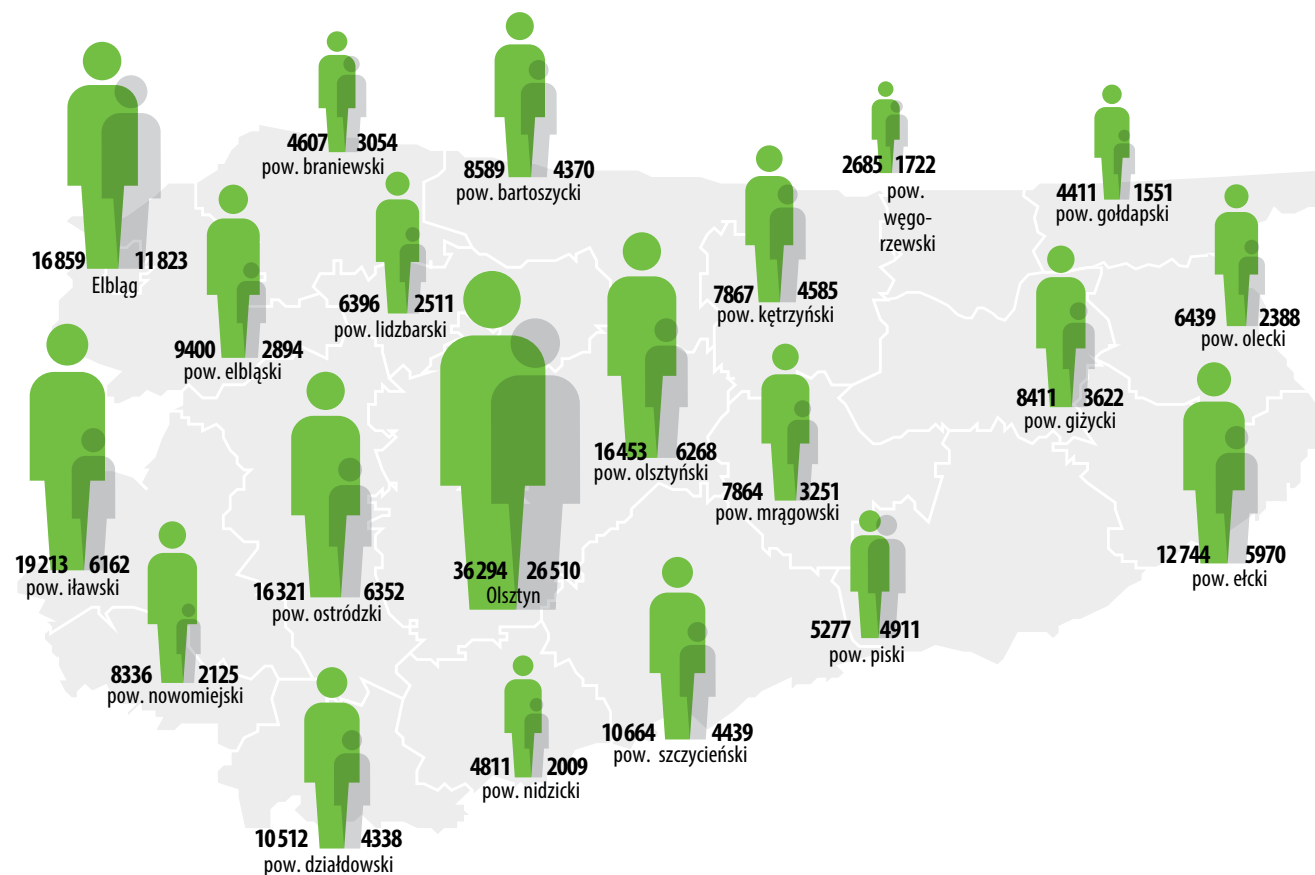 4607 3054
pow. braniewski
8589 4370
pow. bartoszycki
2685 1722
pow.
węgo-
rzewski
4411 1551
pow. gołdapski
16 859 11 823
Elbląg
6396 2511
pow. lidzbarski
7867 4585
pow. kętrzyński
6439 2388
pow. olecki
9400 2894
pow. elbląski
8411 3622
pow. giżycki
16 453 6268
pow. olsztyński
7864 3251
pow. mrągowski
19 213 6162
pow. iławski
16 321 6352
pow. ostródzki
36 294 26 510
Olsztyn
12 744 5970
pow. ełcki
5277 4911
pow. piski
8336 2125
pow. nowomiejski
10 664 4439
pow. szczycieński
4811 2009
pow. nidzicki
10 512 4338
pow. działdowski